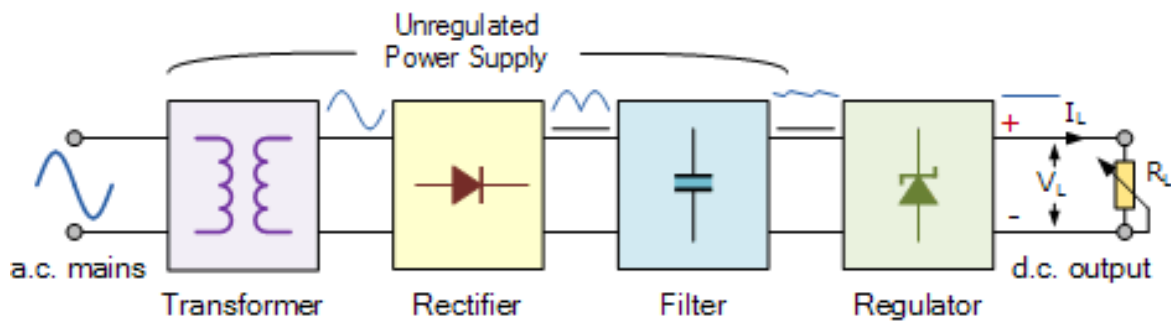 Unregulated
Power Supply
+
I_L
V_L
R_L
-
a.c. mains
d.c. output
Transformer
Rectifier
Filter
Regulator